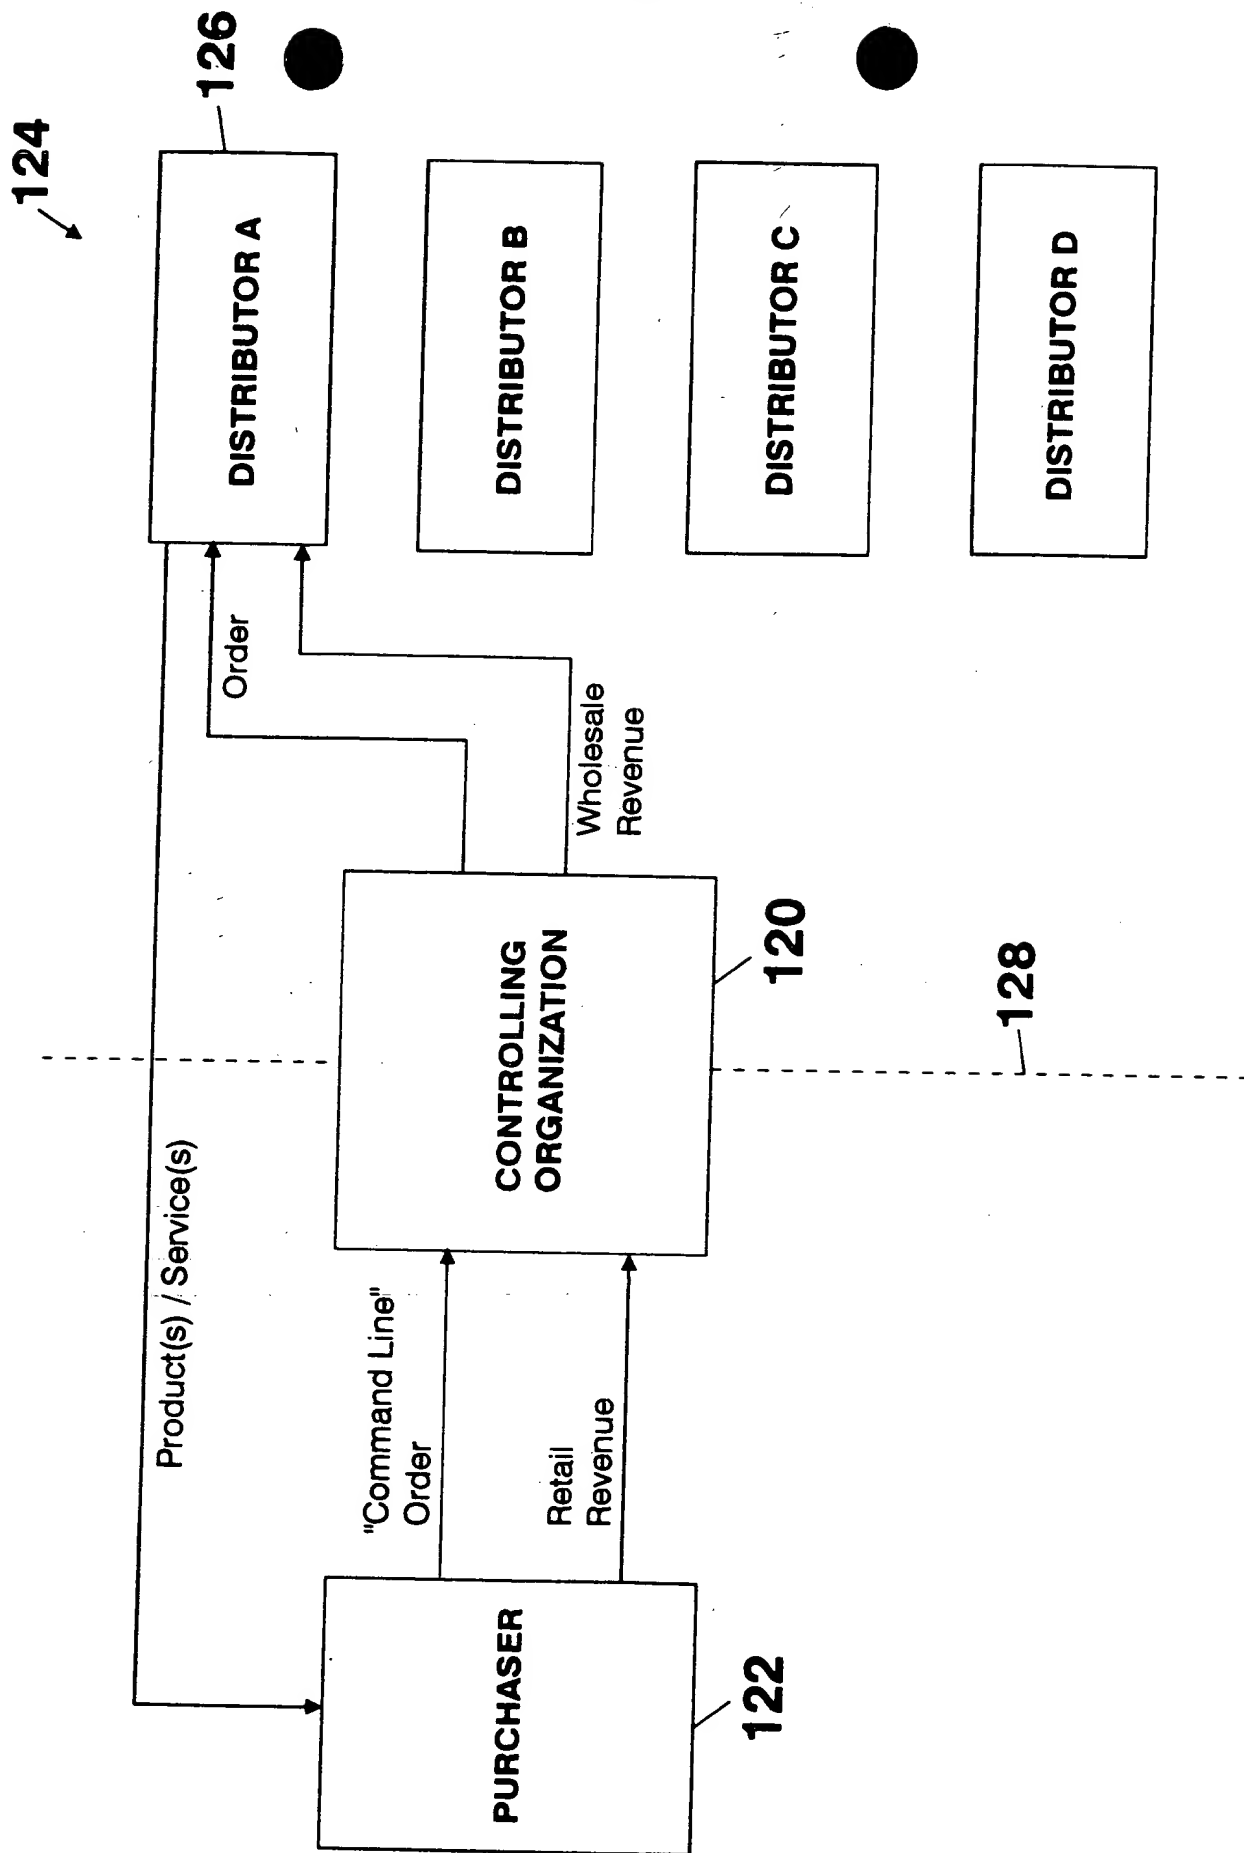 124
126
DISTRIBUTOR A
DISTRIBUTOR B
DISTRIBUTOR C
DISTRIBUTOR D
Order
Wholesale
Revenue
CONTROLLING
ORGANIZATION
120
128
Product(s) / Service(s)
"Command Line"
Order
Retail
Revenue
PURCHASER
122